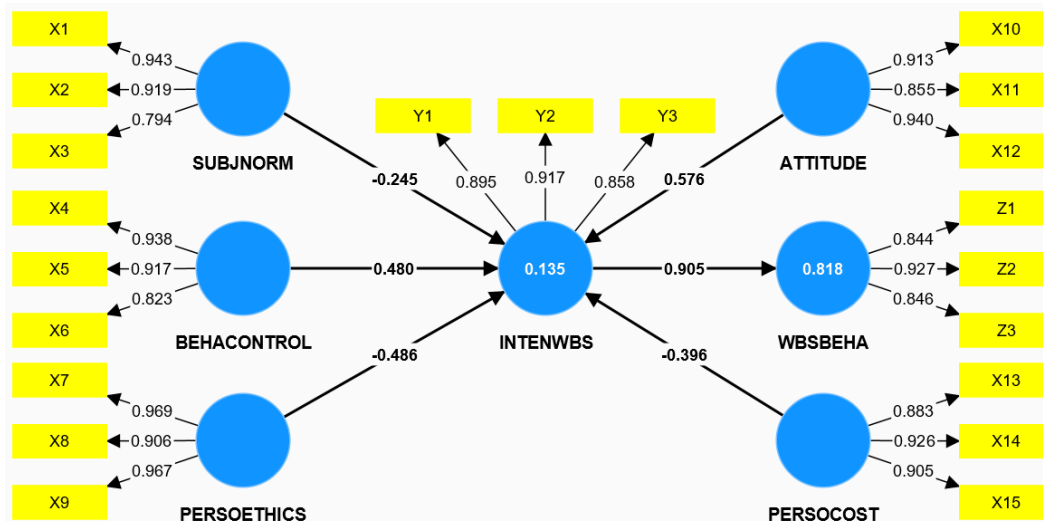 X1
X2
X3
0.943
0.919
0.794
SUBJNORM
-0.245
X4
X5
X6
0.938
0.917
0.823
BEHACONTROL
0.480
X7
X8
X9
0.969
0.906
0.967
PERSOETHICS
-0.486
Y1
Y2
Y3
0.895
0.917
0.858
0.135
INTENWBS
0.905
X10
X11
X12
0.913
0.855
0.940
ATTITUDE
0.576
Z1
Z2
Z3
0.844
0.927
0.846
0.818
WBSBEHA
X13
X14
X15
0.883
0.926
0.905
PERSOCOST
-0.396